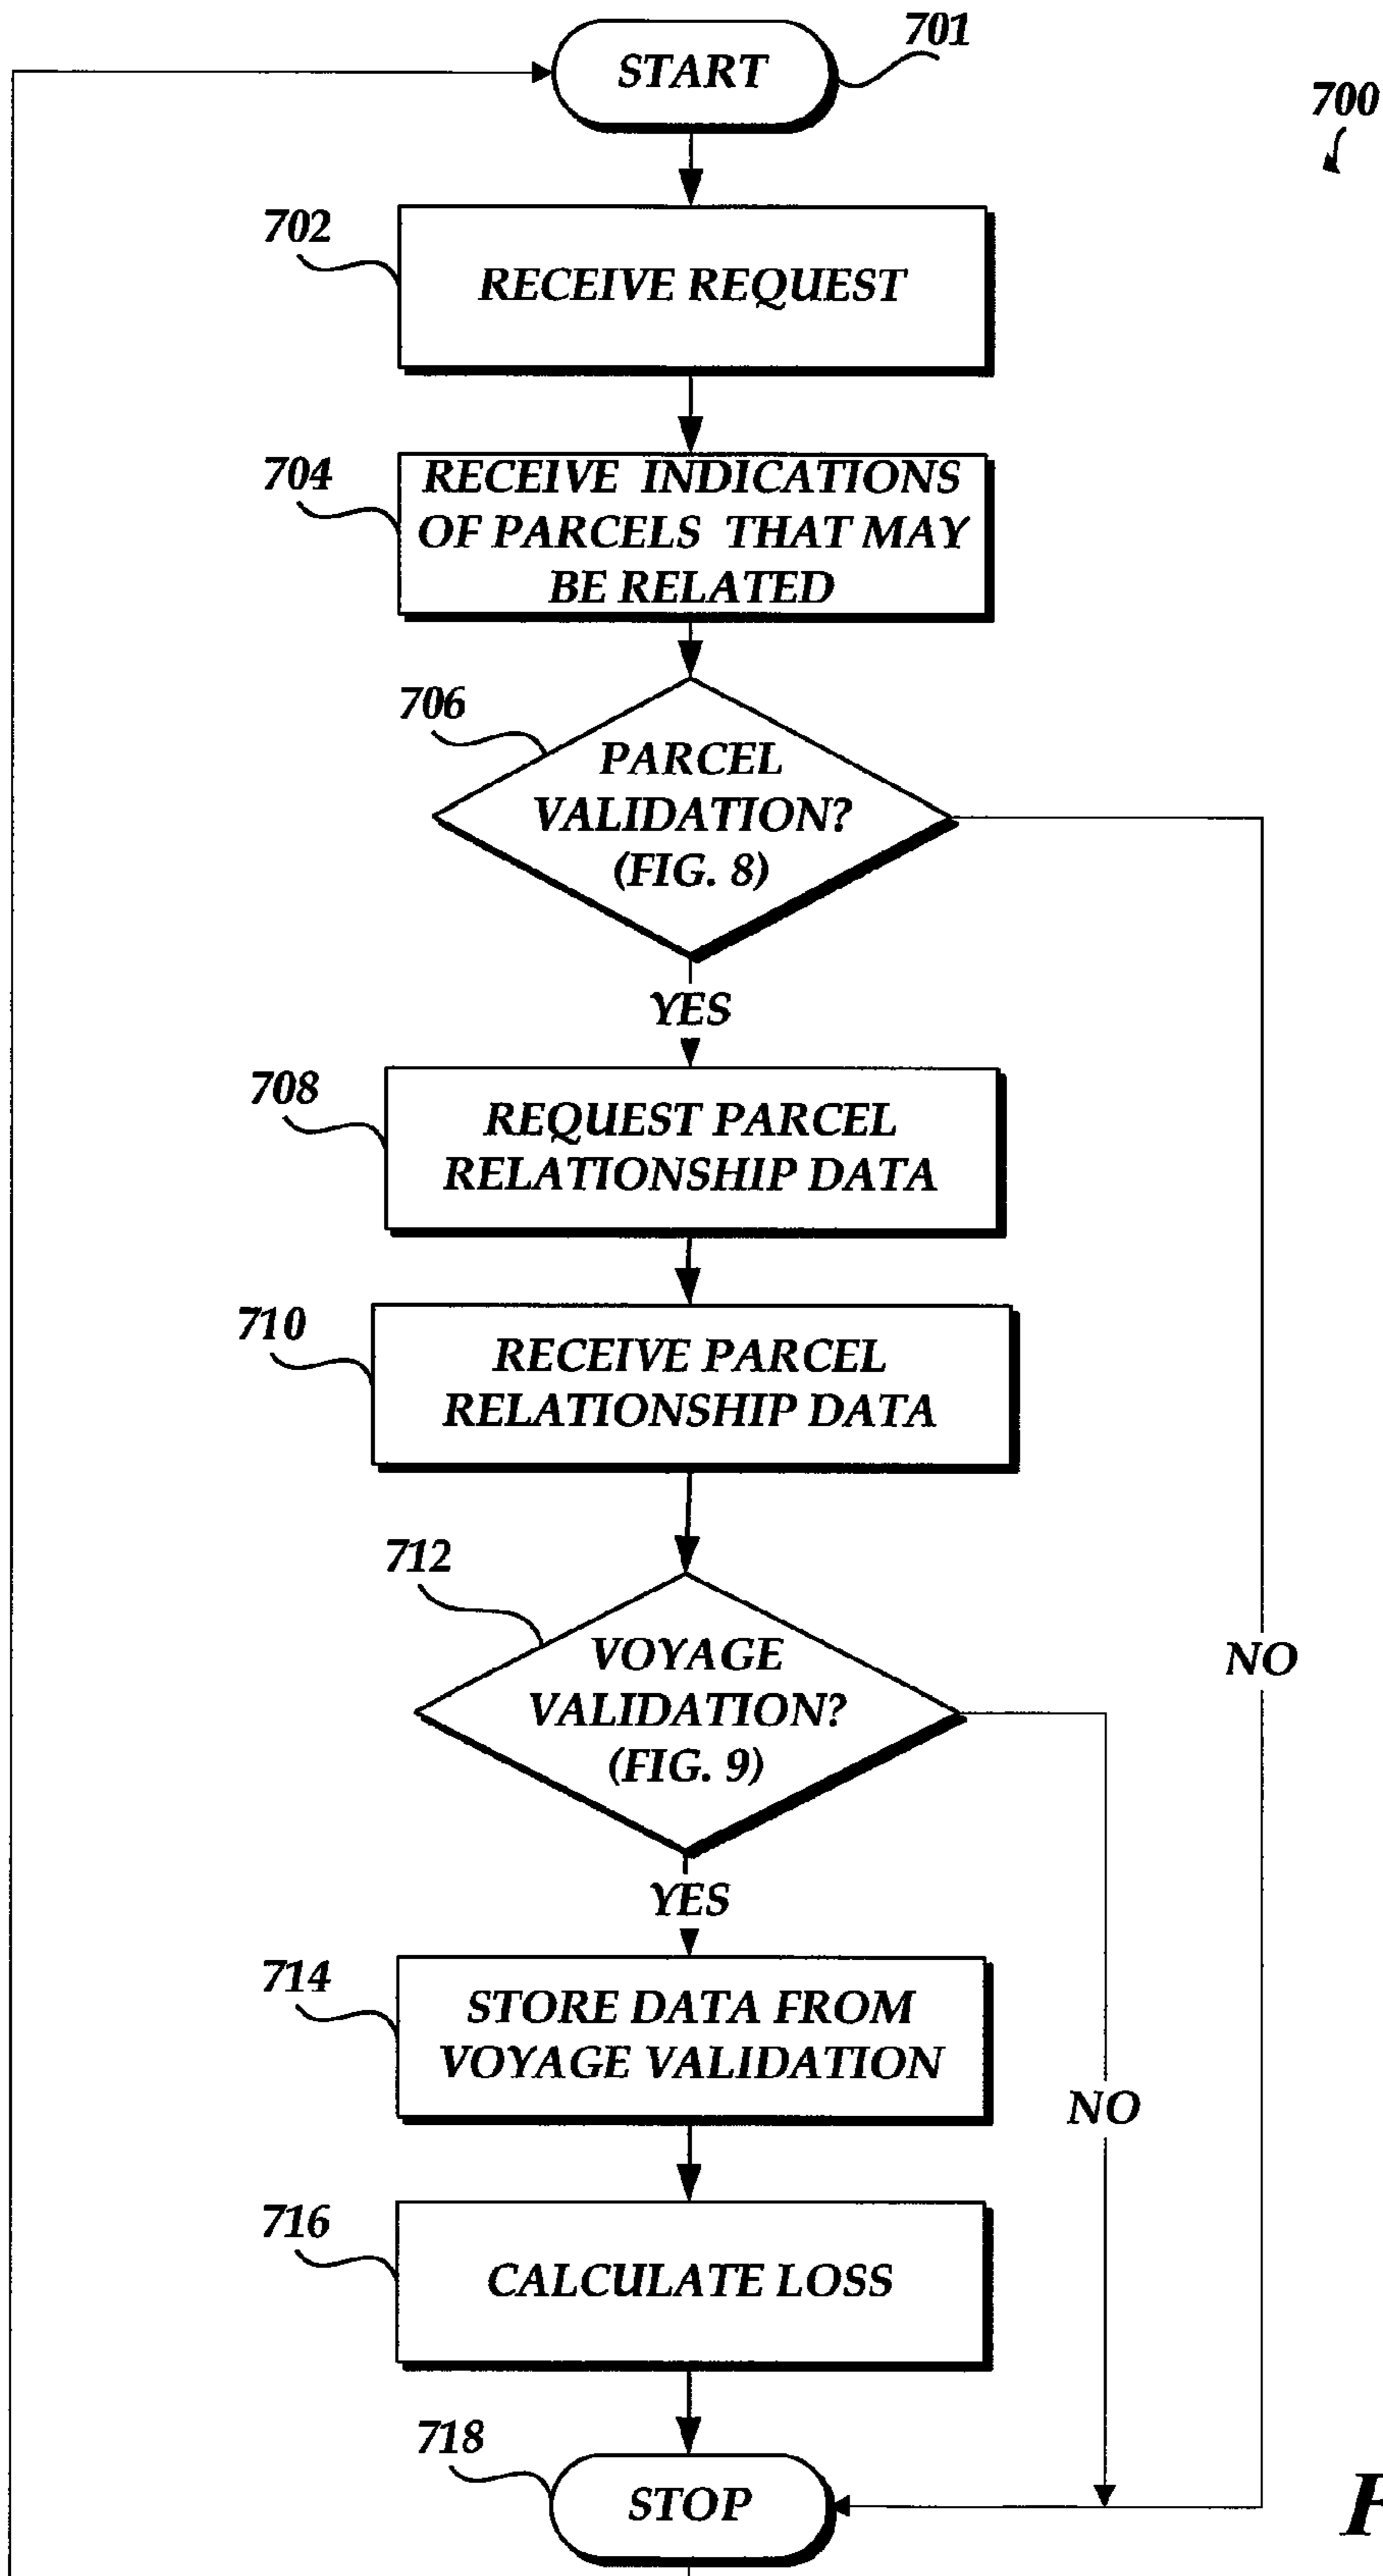 701
START
700
702
RECEIVE REQUEST
704
RECEIVE INDICATIONS
OF PARCELS THAT MAY
BE RELATED
706
PARCEL
VALIDATION?
(FIG. 8)
YES
708
REQUEST PARCEL
RELATIONSHIP DATA
710
RECEIVE PARCEL
RELATIONSHIP DATA
712
VOYAGE
VALIDATION?
(FIG. 9)
NO
YES
714
STORE DATA FROM
VOYAGE VALIDATION
NO
716
CALCULATE LOSS
718
STOP